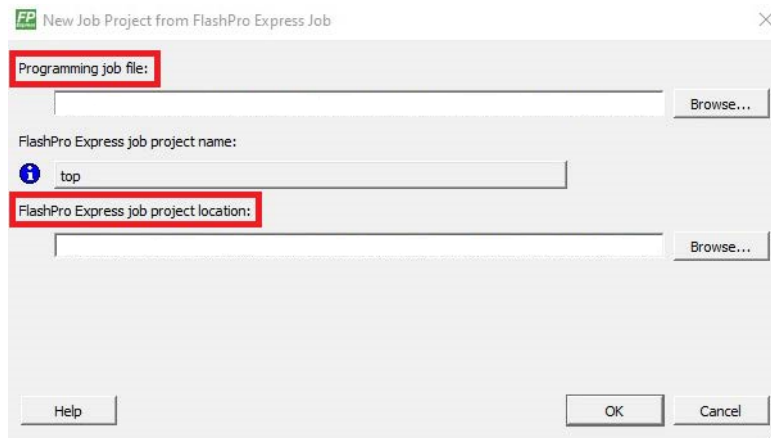 FP
Express
New Job Project from FlashPro Express Job
Programming job file:
Browse...
FlashPro Express job project name:
top
FlashPro Express job project location:
Browse...
Help
OK
Cancel